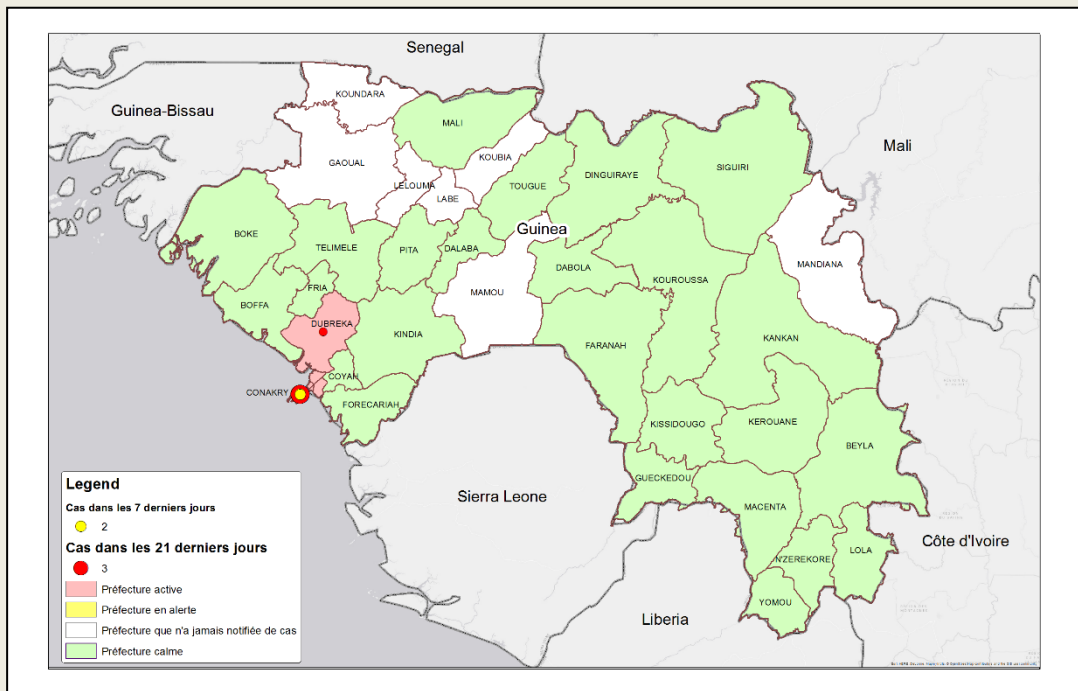 Senegal
KOUNDARA
Guinea-Bissau
MALI
Mali
KOUBIA
GAOUAL
SIGUIRI
DINGUIRAYE
LELOUMA
TOUGUE
LABE
Guinea
BOKE
TELIMELE
PITA
DALABA
MANDIANA
DABOLA
KOUROUSSA
FRIA
MAMOU
BOFFA
DUBREKA
KINDIA
KANKAN
FARANAH
COYAH
CONAKRY
FORECARIAH
KISSIDOUGO
KEROUANE
BEYLA
GUECKEDOU
Sierra Leone
MACENTA
Côte d'Ivoire
LOLA
N'ZEREKORE
YOMOU
Liberia
Legend
Cas dans les 7 derniers jours
2
Cas dans les 21 derniers jours
3
Préfecture active
Préfecture en alerte
Préfecture que n'a jamais notifiée de cas
Préfecture calme